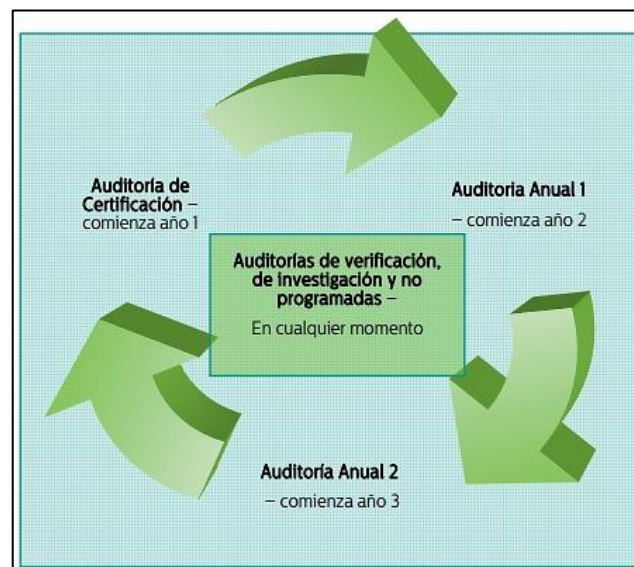 Auditoría de
Certificación –
comienza año 1
Auditoria Anual 1
– comienza año 2
Auditorías de verificación,
de investigación y no
programadas –
En cualquier momento
Auditoría Anual 2
– comienza año 3